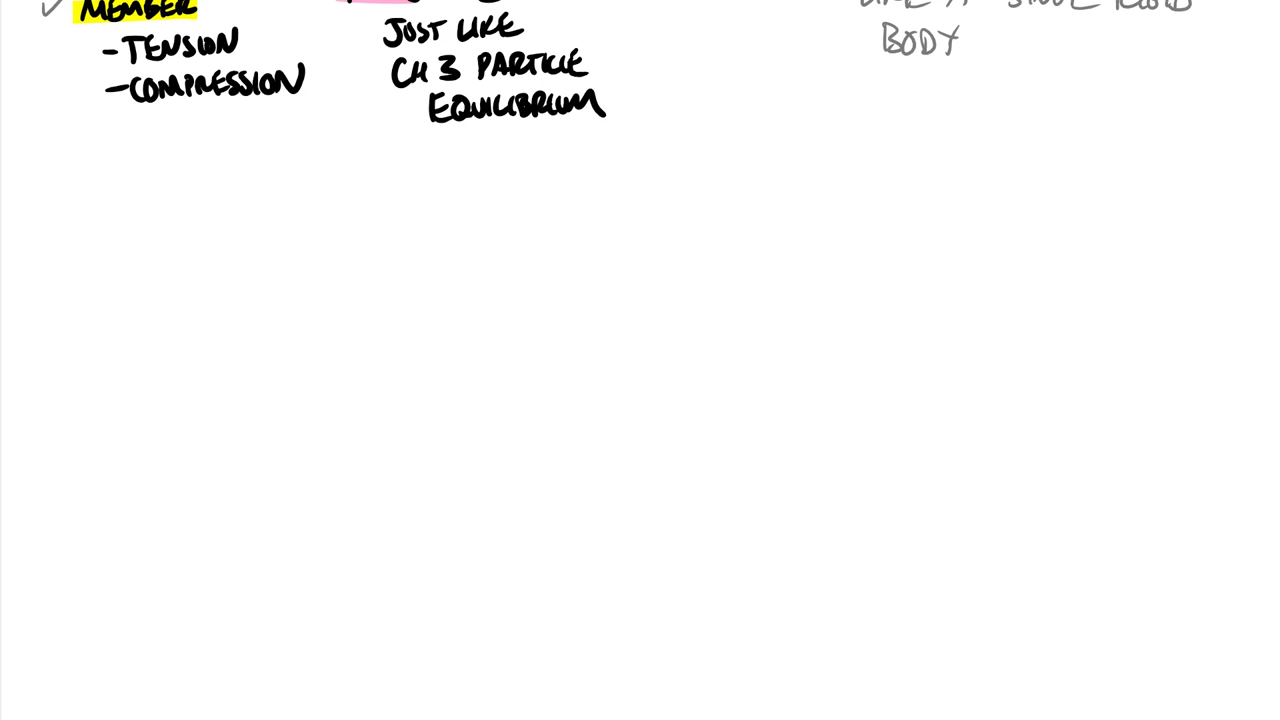 MEMBER
- TENSION
- COMPRESSION
JUST LIKE
CH 3 PARTICLE
EQUILIBRIUM
BODY